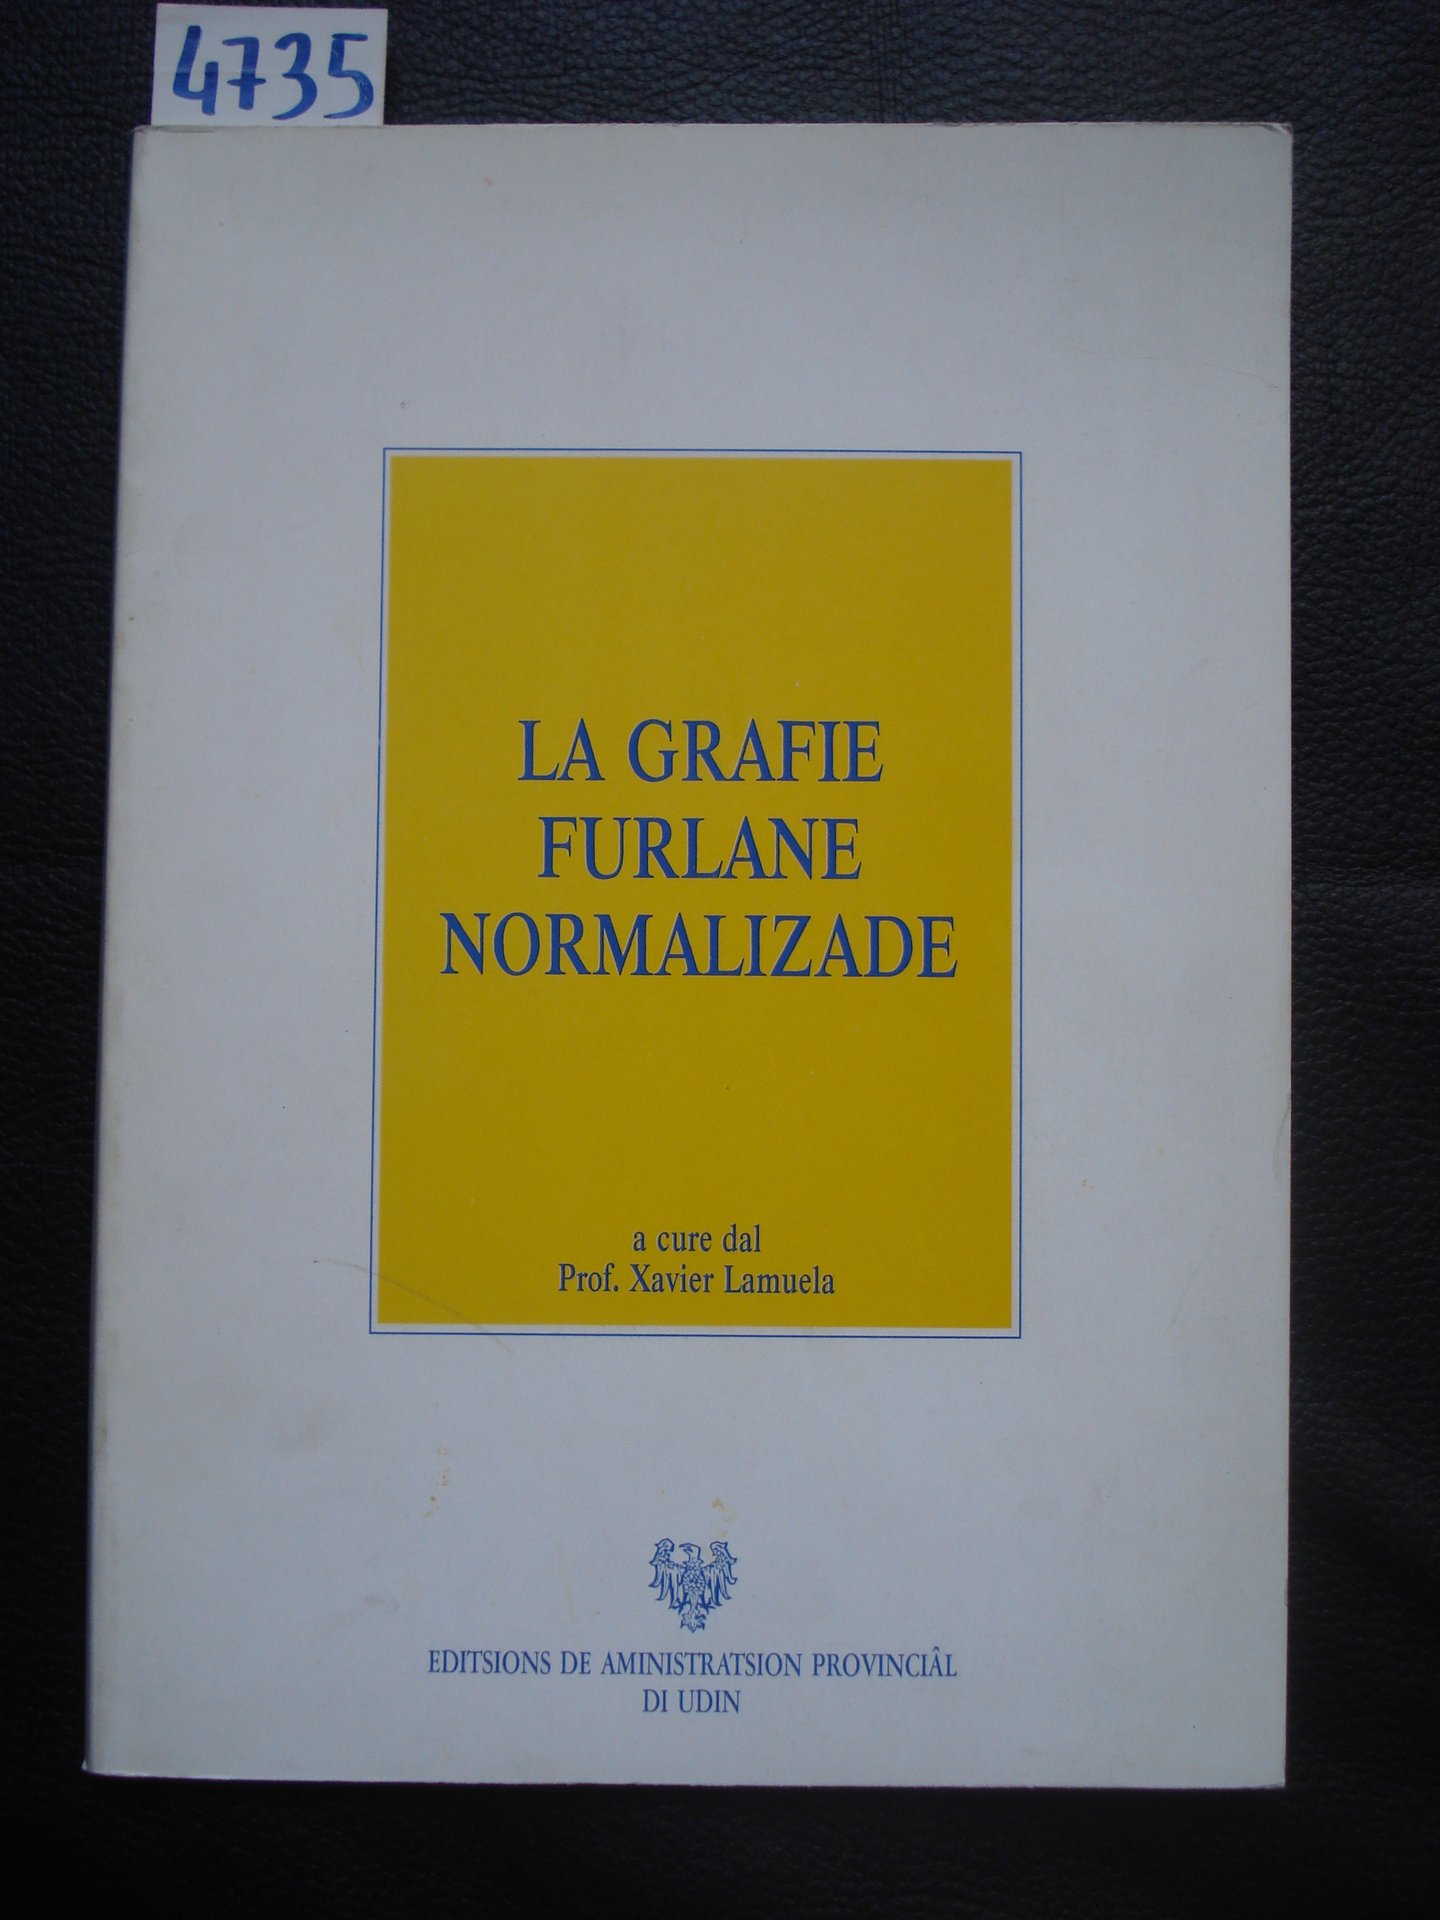 4735
LA GRAFIE
FURLANE
NORMALIZADE
a cure dal
Prof. Xavier Lamuela
EDITSIONS DE AMINISTRATSION PROVINCIÂL
DI UDIN